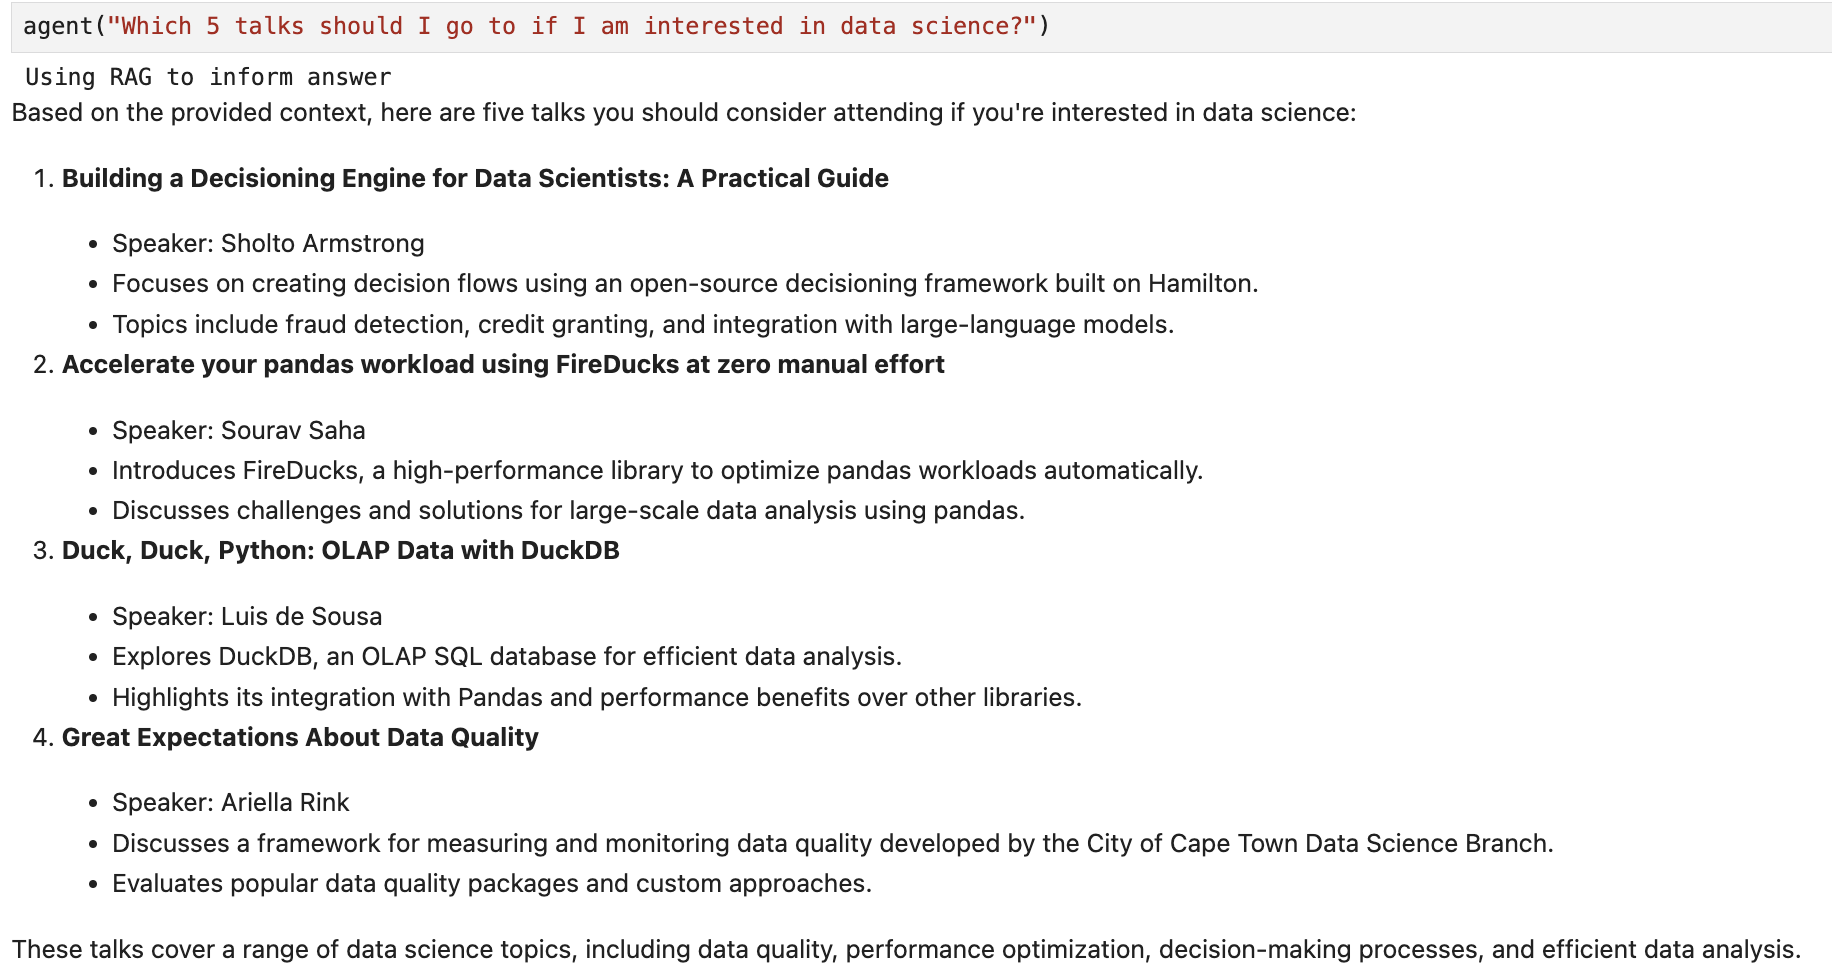 agent("Which 5 talks should I go to if I am interested in data science?")
Using RAG to inform answer
Based on the provided context, here are five talks you should consider attending if you're interested in data science:
1. Building a Decisioning Engine for Data Scientists: A Practical Guide
• Speaker: Sholto Armstrong
• Focuses on creating decision flows using an open-source decisioning framework built on Hamilton.
• Topics include fraud detection, credit granting, and integration with large-language models.
2. Accelerate your pandas workload using FireDucks at zero manual effort
• Speaker: Sourav Saha
• Introduces FireDucks, a high-performance library to optimize pandas workloads automatically.
• Discusses challenges and solutions for large-scale data analysis using pandas.
3. Duck, Duck, Python: OLAP Data with DuckDB
• Speaker: Luis de Sousa
• Explores DuckDB, an OLAP SQL database for efficient data analysis.
• Highlights its integration with Pandas and performance benefits over other libraries.
4. Great Expectations About Data Quality
• Speaker: Ariella Rink
• Discusses a framework for measuring and monitoring data quality developed by the City of Cape Town Data Science Branch.
• Evaluates popular data quality packages and custom approaches.
These talks cover a range of data science topics, including data quality, performance optimization, decision-making processes, and efficient data analysis.